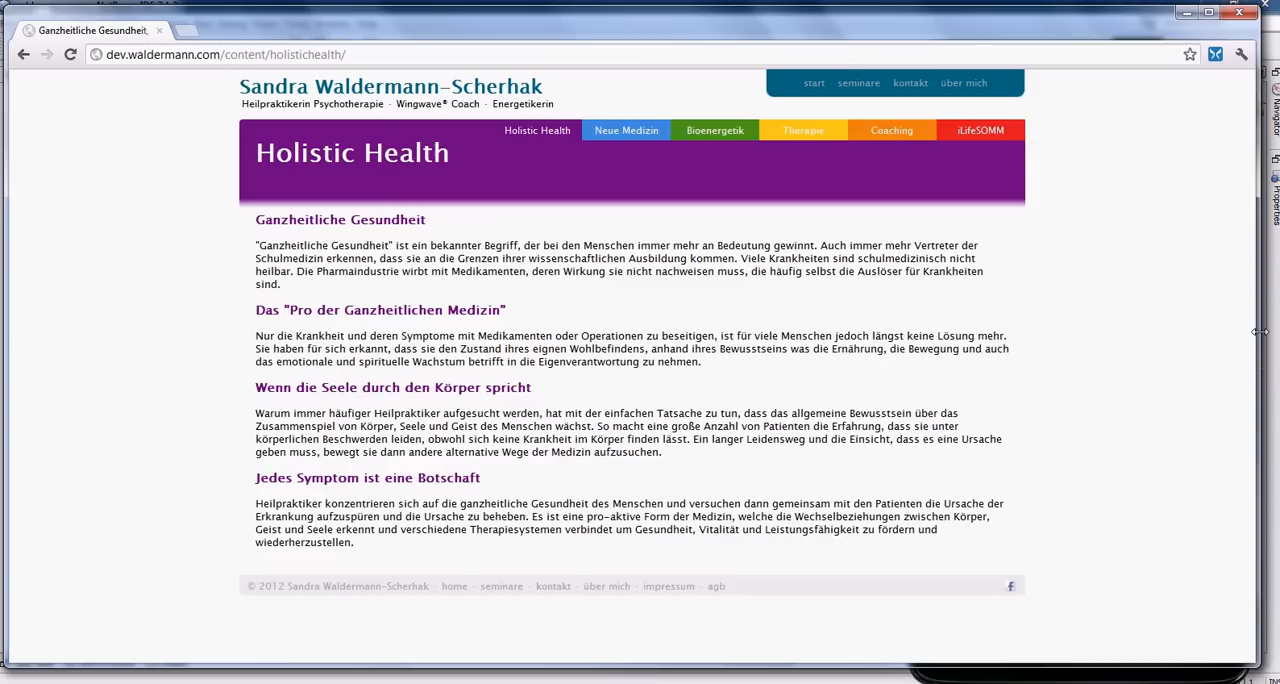 Ganzheitliche Gesundheit,
dev.waldermann.com/content/holistichealth/
Sandra Waldermann-Scherhak
start · seminare · kontakt · über mich
Heilpraktikerin Psychotherapie · Wingwave® Coach · Energetikerin
Holistic Health Neue Medizin Bioenergetik Therapie Coaching iLifeSOMM
Holistic Health
Ganzheitliche Gesundheit
"Ganzheitliche Gesundheit" ist ein bekannter Begriff, der bei den Menschen immer mehr an Bedeutung gewinnt. Auch immer mehr Vertreter der
Schulmedizin erkennen, dass sie an die Grenzen ihrer wissenschaftlichen Ausbildung kommen. Viele Krankheiten sind schulmedizinisch nicht
heilbar. Die Pharmaindustrie wirbt mit Medikamenten, deren Wirkung sie nicht nachweisen muss, die häufig selbst die Auslöser für Krankheiten
sind.
Das "Pro der Ganzheitlichen Medizin"
Nur die Krankheit und deren Symptome mit Medikamenten oder Operationen zu beseitigen, ist für viele Menschen jedoch längst keine Lösung mehr.
Sie haben für sich erkannt, dass sie den Zustand ihres eignen Wohlbefindens, anhand ihres Bewusstseins was die Ernährung, die Bewegung und auch
das emotionale und spirituelle Wachstum betrifft in die Eigenverantwortung zu nehmen.
Wenn die Seele durch den Körper spricht
Warum immer häufiger Heilpraktiker aufgesucht werden, hat mit der einfachen Tatsache zu tun, dass das allgemeine Bewusstsein über das
Zusammenspiel von Körper, Seele und Geist des Menschen wächst. So macht eine große Anzahl von Patienten die Erfahrung, dass sie unter
körperlichen Beschwerden leiden, obwohl sich keine Krankheit im Körper finden lässt. Ein langer Leidensweg und die Einsicht, dass es eine Ursache
geben muss, bewegt sie dann andere alternative Wege der Medizin aufzusuchen.
Jedes Symptom ist eine Botschaft
Heilpraktiker konzentrieren sich auf die ganzheitliche Gesundheit des Menschen und versuchen dann gemeinsam mit den Patienten die Ursache der
Erkrankung aufzuspüren und die Ursache zu beheben. Es ist eine pro-aktive Form der Medizin, welche die Wechselbeziehungen zwischen Körper,
Geist und Seele erkennt und verschiedene Therapiesysteme verbindet um Gesundheit, Vitalität und Leistungsfähigkeit zu fördern und
wiederherzustellen.
© 2012 Sandra Waldermann-Scherhak · home · seminare · kontakt · über mich · impressum · agb
Navigator
Properties